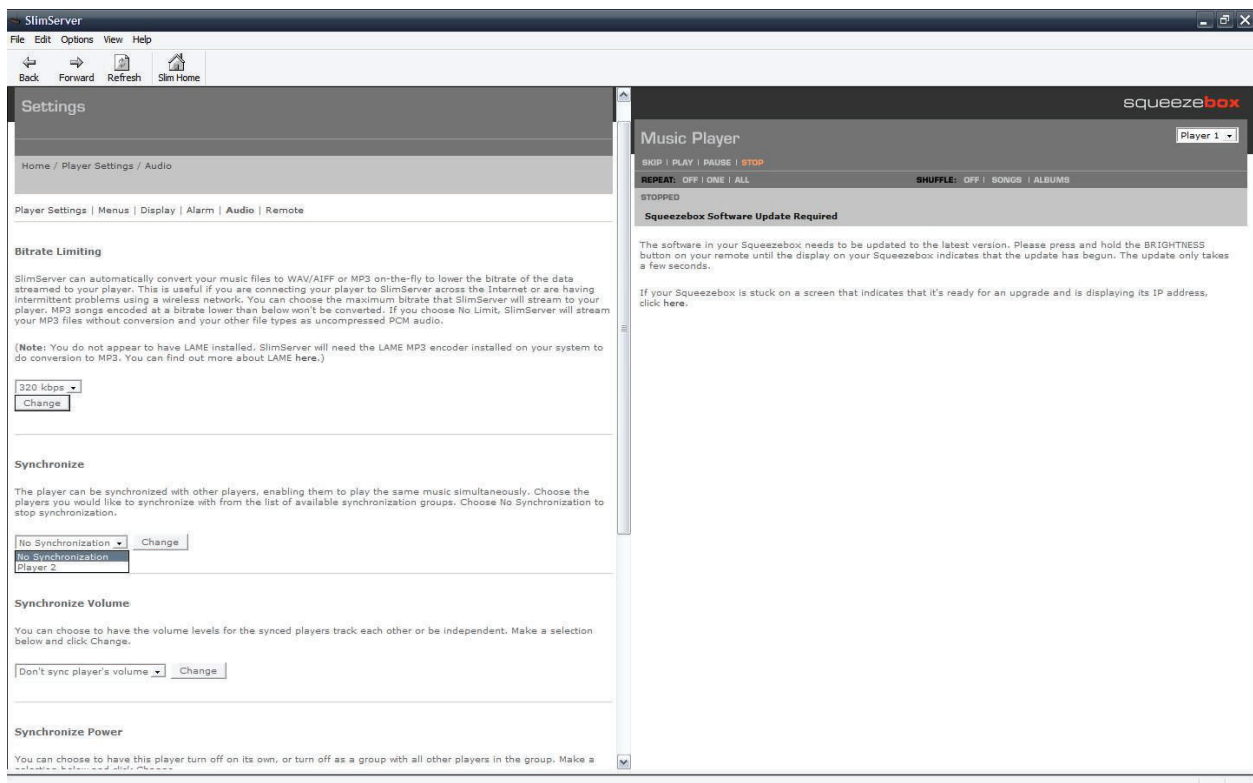 SlimServer
File Edit Options View Help
Back Forward Refresh Slim Home
Settings
Home / Player Settings / Audio
Player Settings | Menus | Display | Alarm | Audio | Remote
Bitrate Limiting
SlimServer can automatically convert your music files to WAV/AIFF or MP3 on-the-fly to lower the bitrate of the data
streamed to your player. This is useful if you are connecting your player to SlimServer across the Internet or are having
intermittent problems using a wireless network. You can choose the maximum bitrate that SlimServer will stream to your
player. MP3 songs encoded at a bitrate lower than below won't be converted. If you choose No Limit, SlimServer will stream
your MP3 files without conversion and your other file types as uncompressed PCM audio.
(Note: You do not appear to have LAME installed. SlimServer will need the LAME MP3 encoder installed on your system to
do conversion to MP3. You can find out more about LAME here.)
320 kbps
Change
Synchronize
The player can be synchronized with other players, enabling them to play the same music simultaneously. Choose the
players you would like to synchronize with from the list of available synchronization groups. Choose No Synchronization to
stop synchronization.
No Synchronization Change
No Synchronization
Player 2
Synchronize Volume
You can choose to have the volume levels for the synced players track each other or be independent. Make a selection
below and click Change.
Don't sync player's volume Change
Synchronize Power
You can choose to have this player turn off on its own, or turn off as a group with all other players in the group. Make a
selection below and click Change.
squeezebox
Music Player Player 1
SKIP | PLAY | PAUSE | STOP
REPEAT: OFF | ONE | ALL SHUFFLE: OFF | SONGS | ALBUMS
STOPPED
Squeezebox Software Update Required
The software in your Squeezebox needs to be updated to the latest version. Please press and hold the BRIGHTNESS
button on your remote until the display on your Squeezebox indicates that the update has begun. The update only takes
a few seconds.
If your Squeezebox is stuck on a screen that indicates that it's ready for an upgrade and is displaying its IP address,
click here.